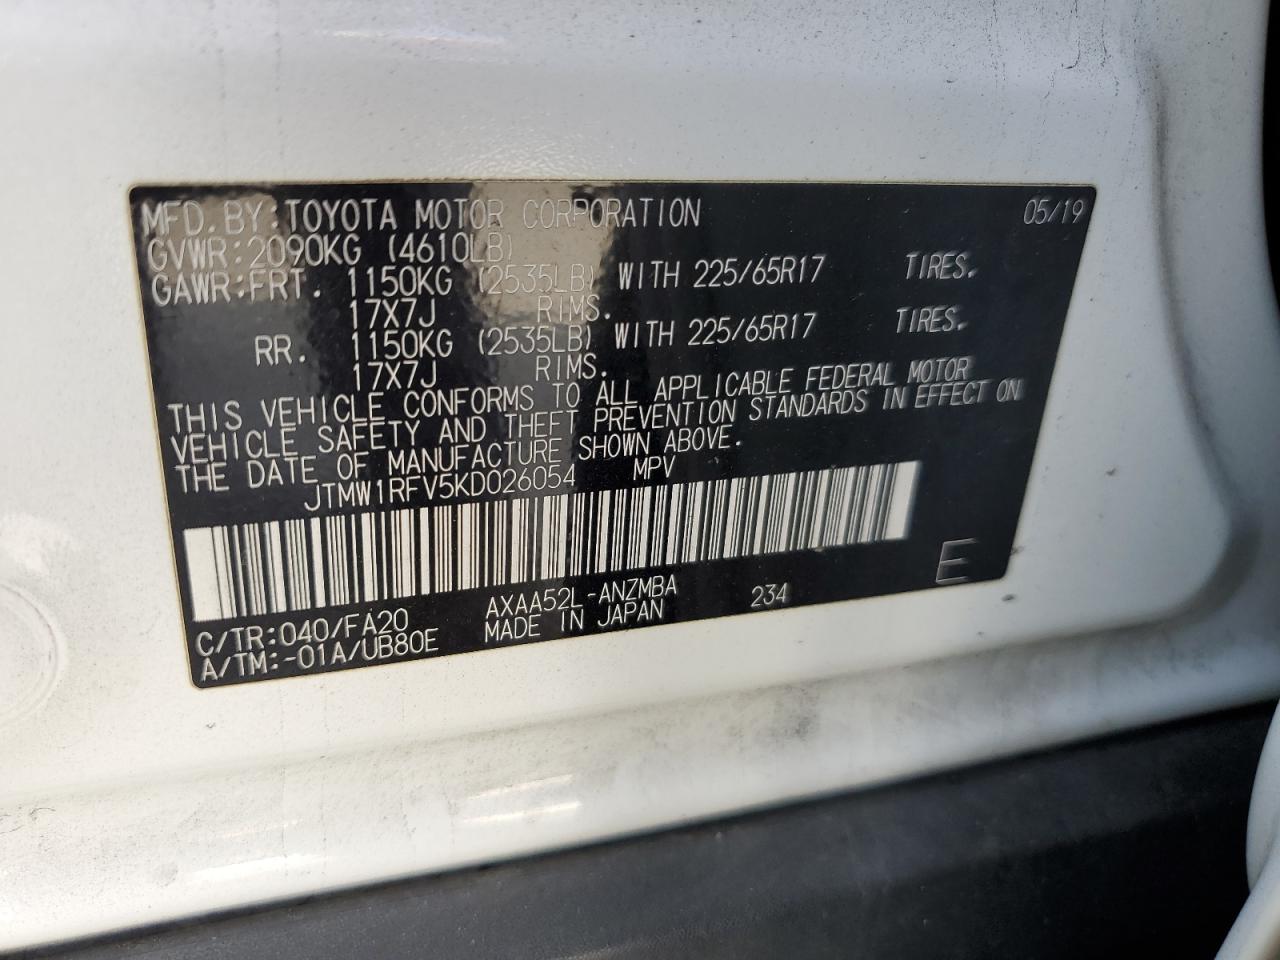 MFD.BY:TOYOTA MOTOR CORPORATION 05/19
GVWR:2090KG (4610LB)
GAWR:FRT. 1150KG (2535LB) WITH 225/65R17 TIRES.
17X7J RIMS.
RR. 1150KG (2535LB) WITH 225/65R17 TIRES.
17X7J RIMS.
THIS VEHICLE CONFORMS TO ALL APPLICABLE FEDERAL MOTOR
VEHICLE SAFETY AND THEFT PREVENTION STANDARDS IN EFFECT ON
THE DATE OF MANUFACTURE SHOWN ABOVE.
JTMW1RFV5KD026054 MPV
C/TR:040/FA20 AXAA52L-ANZMBA 234 E
A/TM:-01A/UB80E MADE IN JAPAN